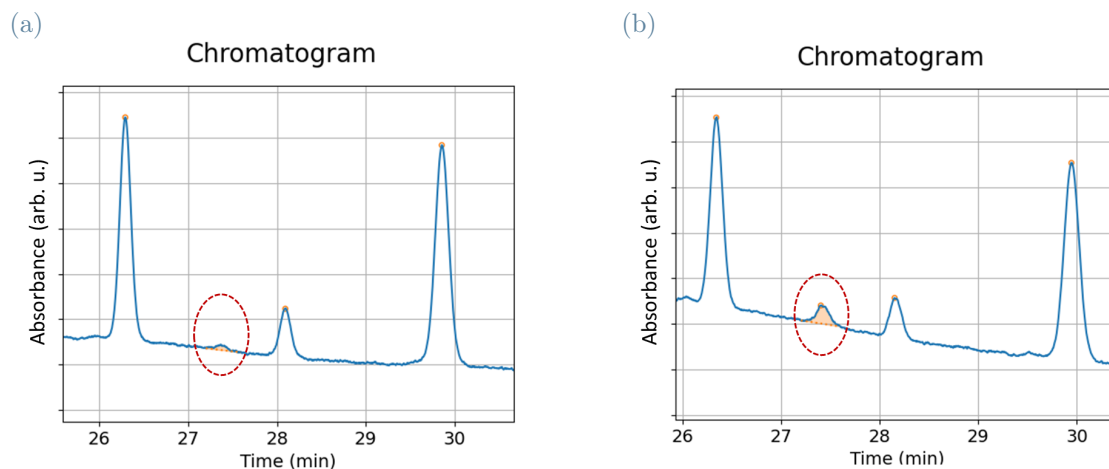 (a)
Chromatogram
Absorbance (arb. u.)
26 27 28 29 30
Time (min)
(b)
Chromatogram
Absorbance (arb. u.)
26 27 28 29 30
Time (min)